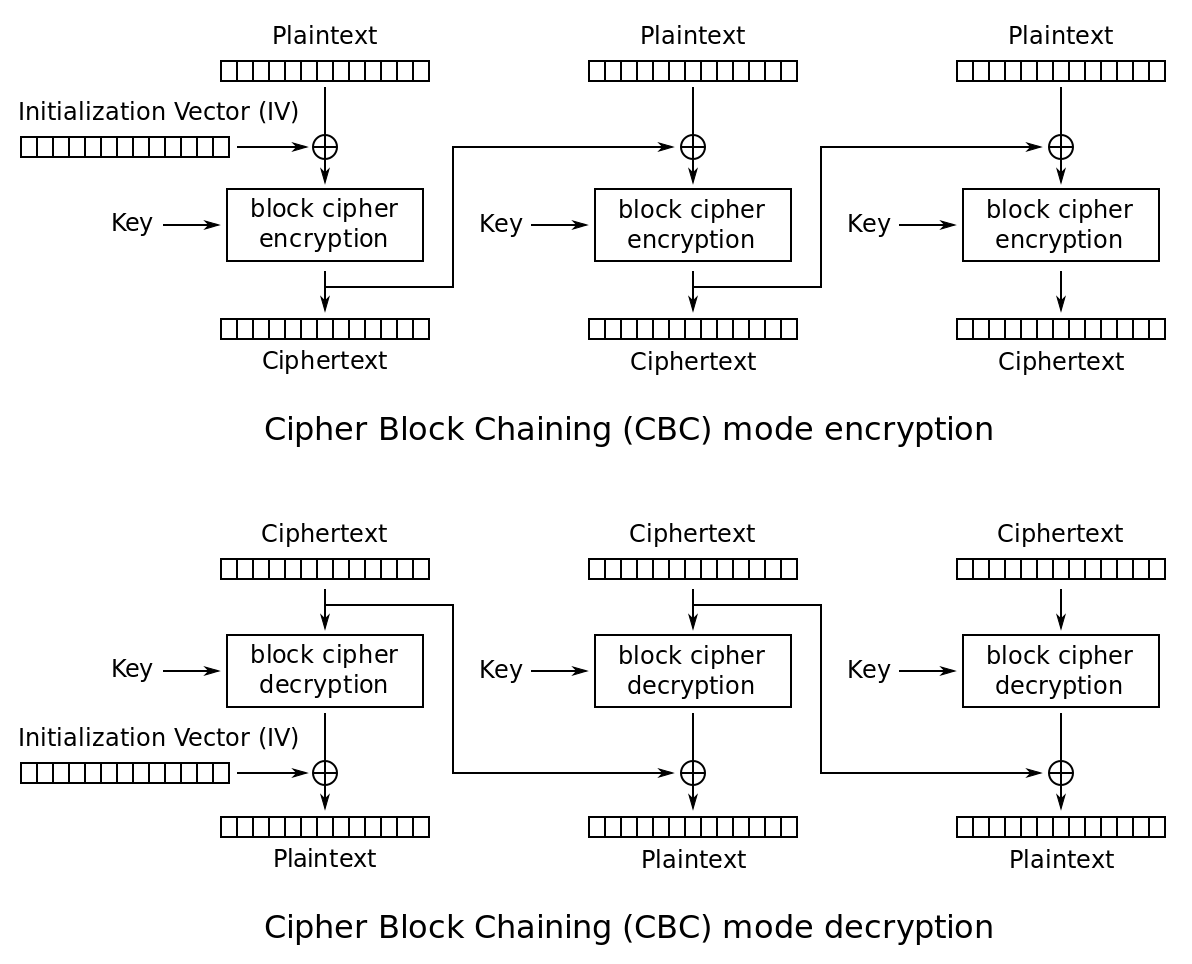 Plaintext
Plaintext
Plaintext
Initialization Vector (IV)
Key
block cipher
encryption
Key
block cipher
encryption
Key
block cipher
encryption
Ciphertext
Ciphertext
Ciphertext
Cipher Block Chaining (CBC) mode encryption
Ciphertext
Ciphertext
Ciphertext
Key
block cipher
decryption
Key
block cipher
decryption
Key
block cipher
decryption
Initialization Vector (IV)
Plaintext
Plaintext
Plaintext
Cipher Block Chaining (CBC) mode decryption